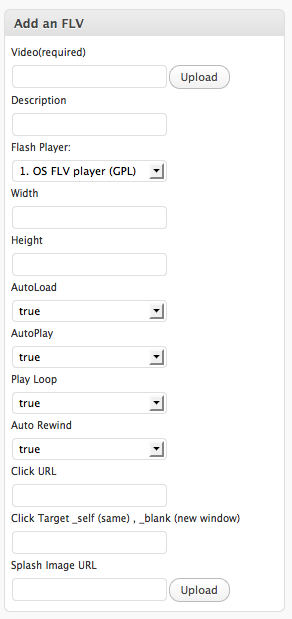 Add an FLV
Video(required)
Upload
Description
Flash Player:
1. OS FLV player (GPL)
Width
Height
AutoLoad
true
AutoPlay
true
Play Loop
true
Auto Rewind
true
Click URL
Click Target _self (same) , _blank (new window)
Splash Image URL
Upload